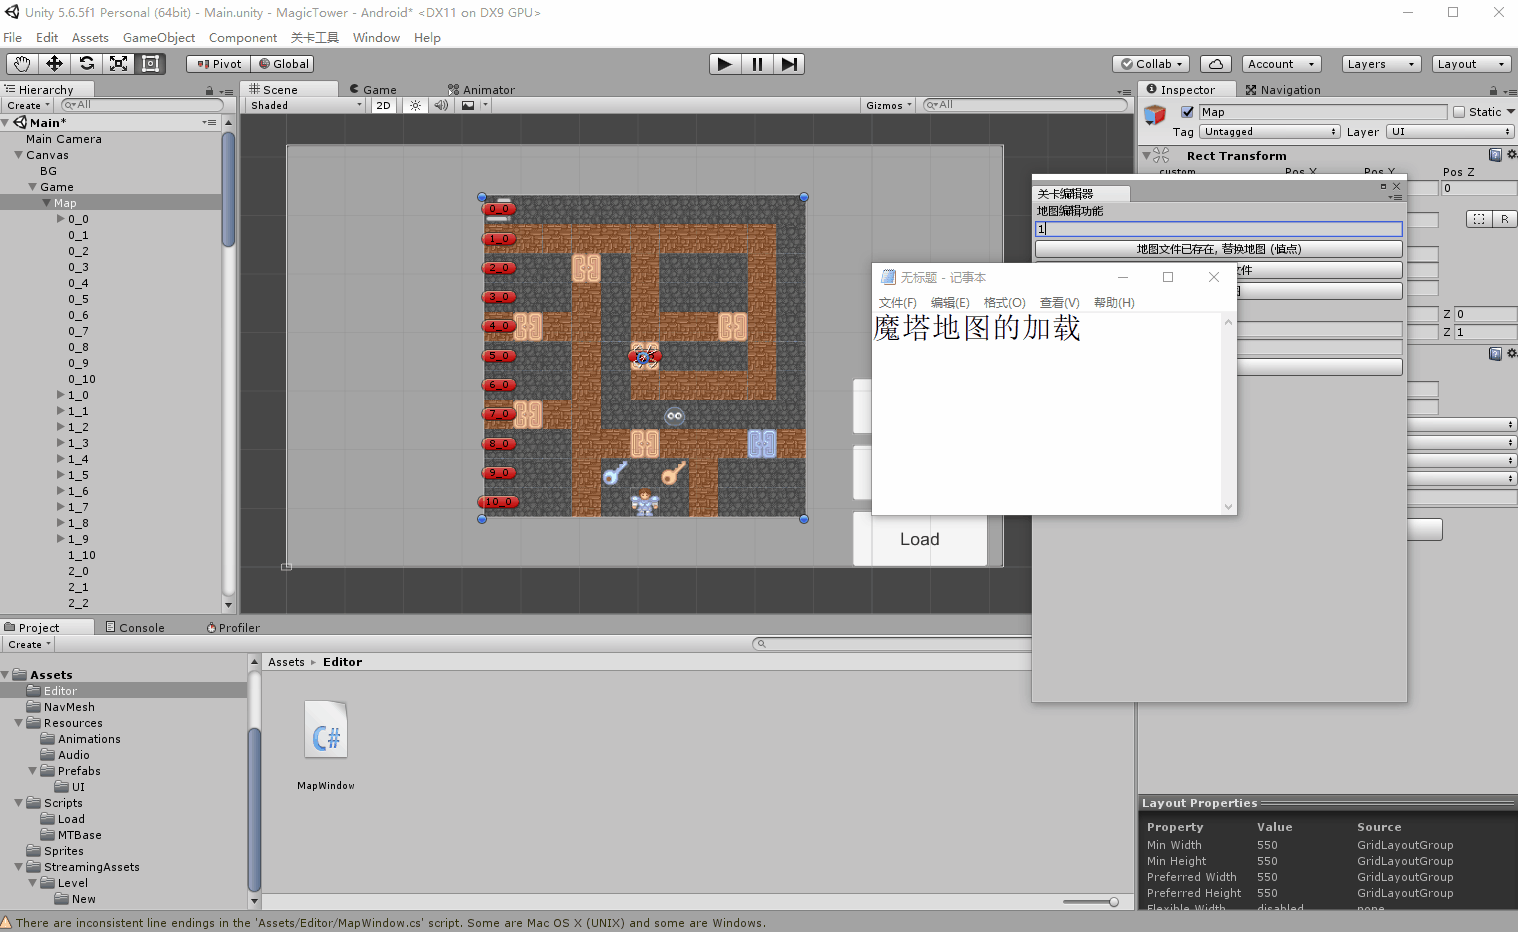 Unity 5.6.5f1 Personal (64bit) - Main.unity - MagicTower - Android* <DX11 on DX9 GPU>
File Edit Assets GameObject Component 关卡工具 Window Help
Pivot Global Collab Account Layers Layout
Hierarchy
Create All
Main*
Main Camera
Canvas
BG
Game
Map
0_0
0_1
0_2
0_3
0_4
0_5
0_6
0_7
0_8
0_9
0_10
1_0
1_1
1_2
1_3
1_4
1_5
1_6
1_7
1_8
1_9
1_10
2_0
2_1
2_2
Scene Game Animator
Shaded 2D Gizmos All
0_0
1_0
2_0
3_0
4_0
5_0
6_0
7_0
8_0
9_0
10_0
Load
Inspector Navigation
Map Static
Tag Untagged Layer UI
Rect Transform
custom Pos X Pos Y Pos Z
0
R
Z 0
Z 1
关卡编辑器
地图编辑功能
1
地图文件已存在, 替换地图 (慎点)
件
无标题 - 记事本
文件(F) 编辑(E) 格式(O) 查看(V) 帮助(H)
魔塔地图的加载
Project Console Profiler
Create
Assets
Editor
NavMesh
Resources
Animations
Audio
Prefabs
UI
Scripts
Load
MTBase
Sprites
StreamingAssets
Level
New
Assets Editor
C#
MapWindow
Layout Properties
Property Value Source
Min Width 550 GridLayoutGroup
Min Height 550 GridLayoutGroup
Preferred Width 550 GridLayoutGroup
Preferred Height 550 GridLayoutGroup
Flexible Width disabled none
There are inconsistent line endings in the 'Assets/Editor/MapWindow.cs' script. Some are Mac OS X (UNIX) and some are Windows.